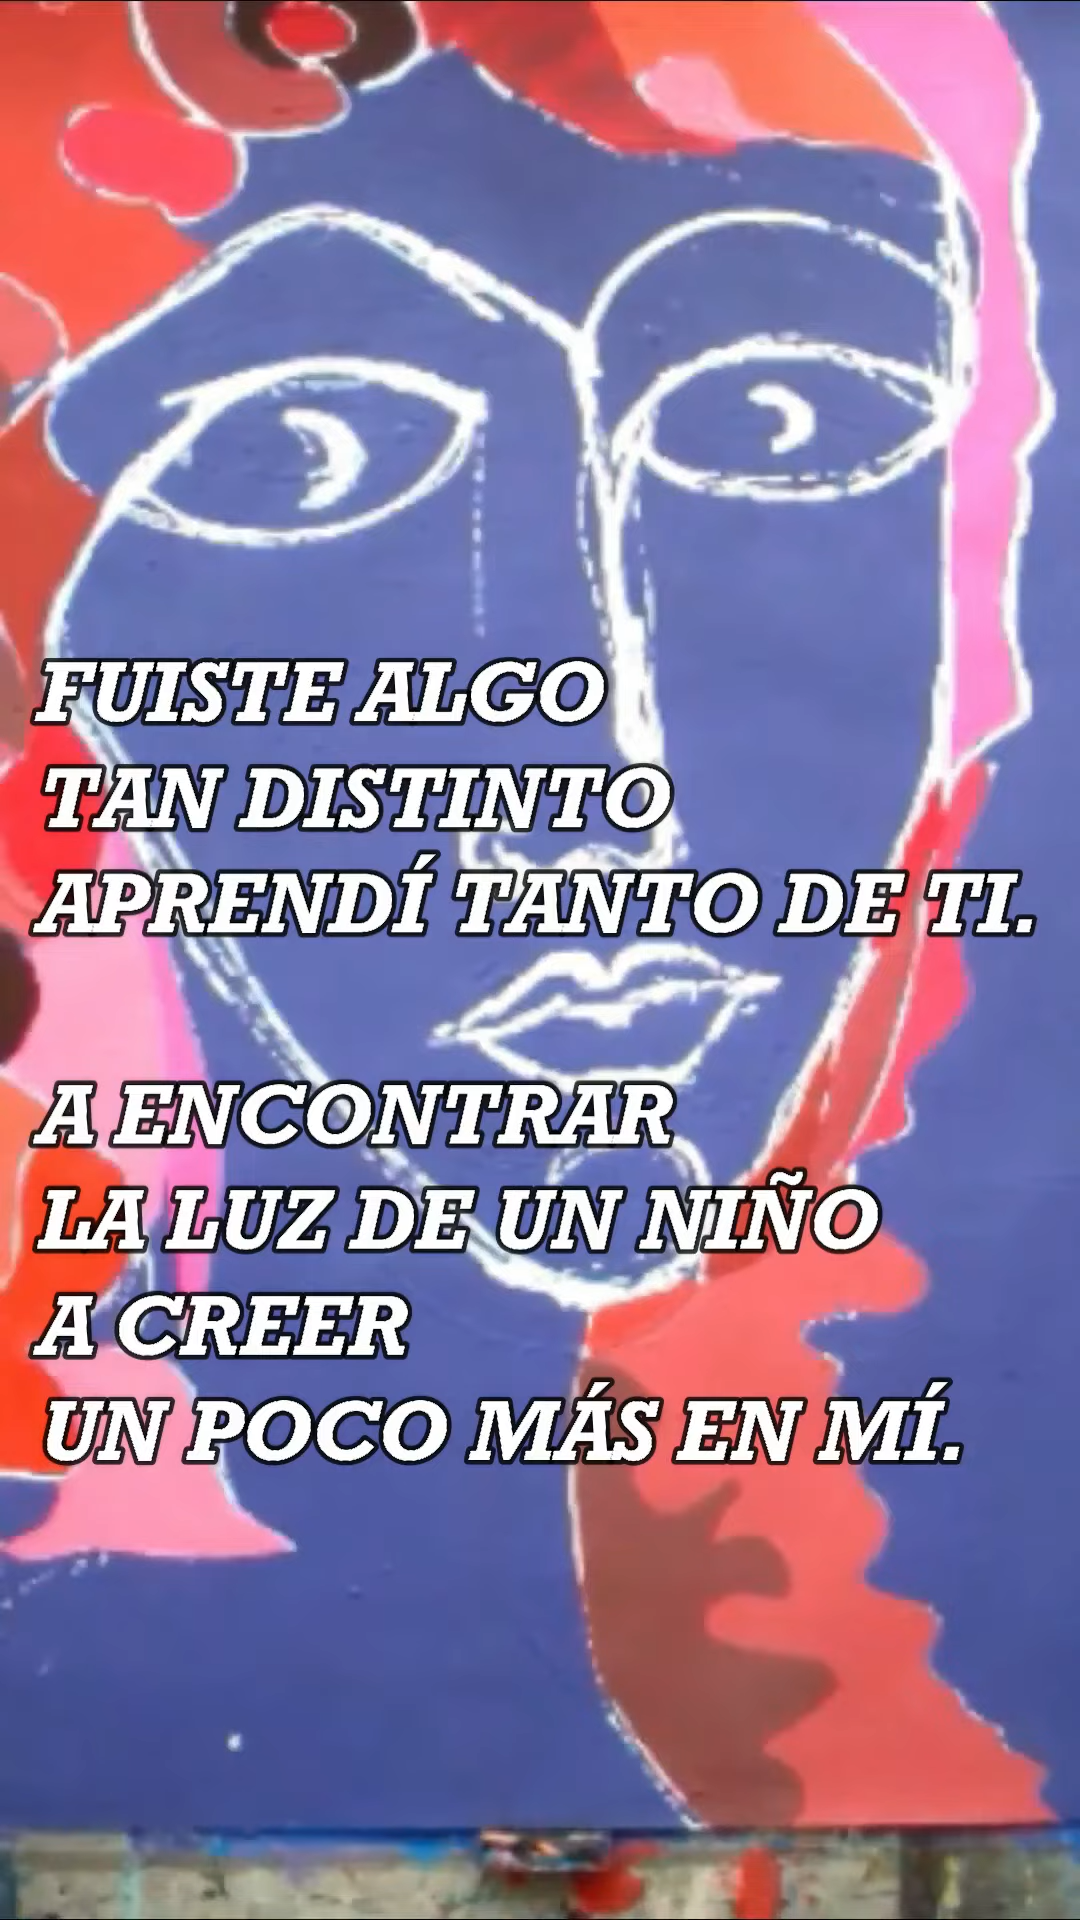 FUISTE ALGO
TAN DISTINTO
APRENDÍ TANTO DE TI.
A ENCONTRAR
LA LUZ DE UN NIÑO
A CREER
UN POCO MÁS EN MÍ.